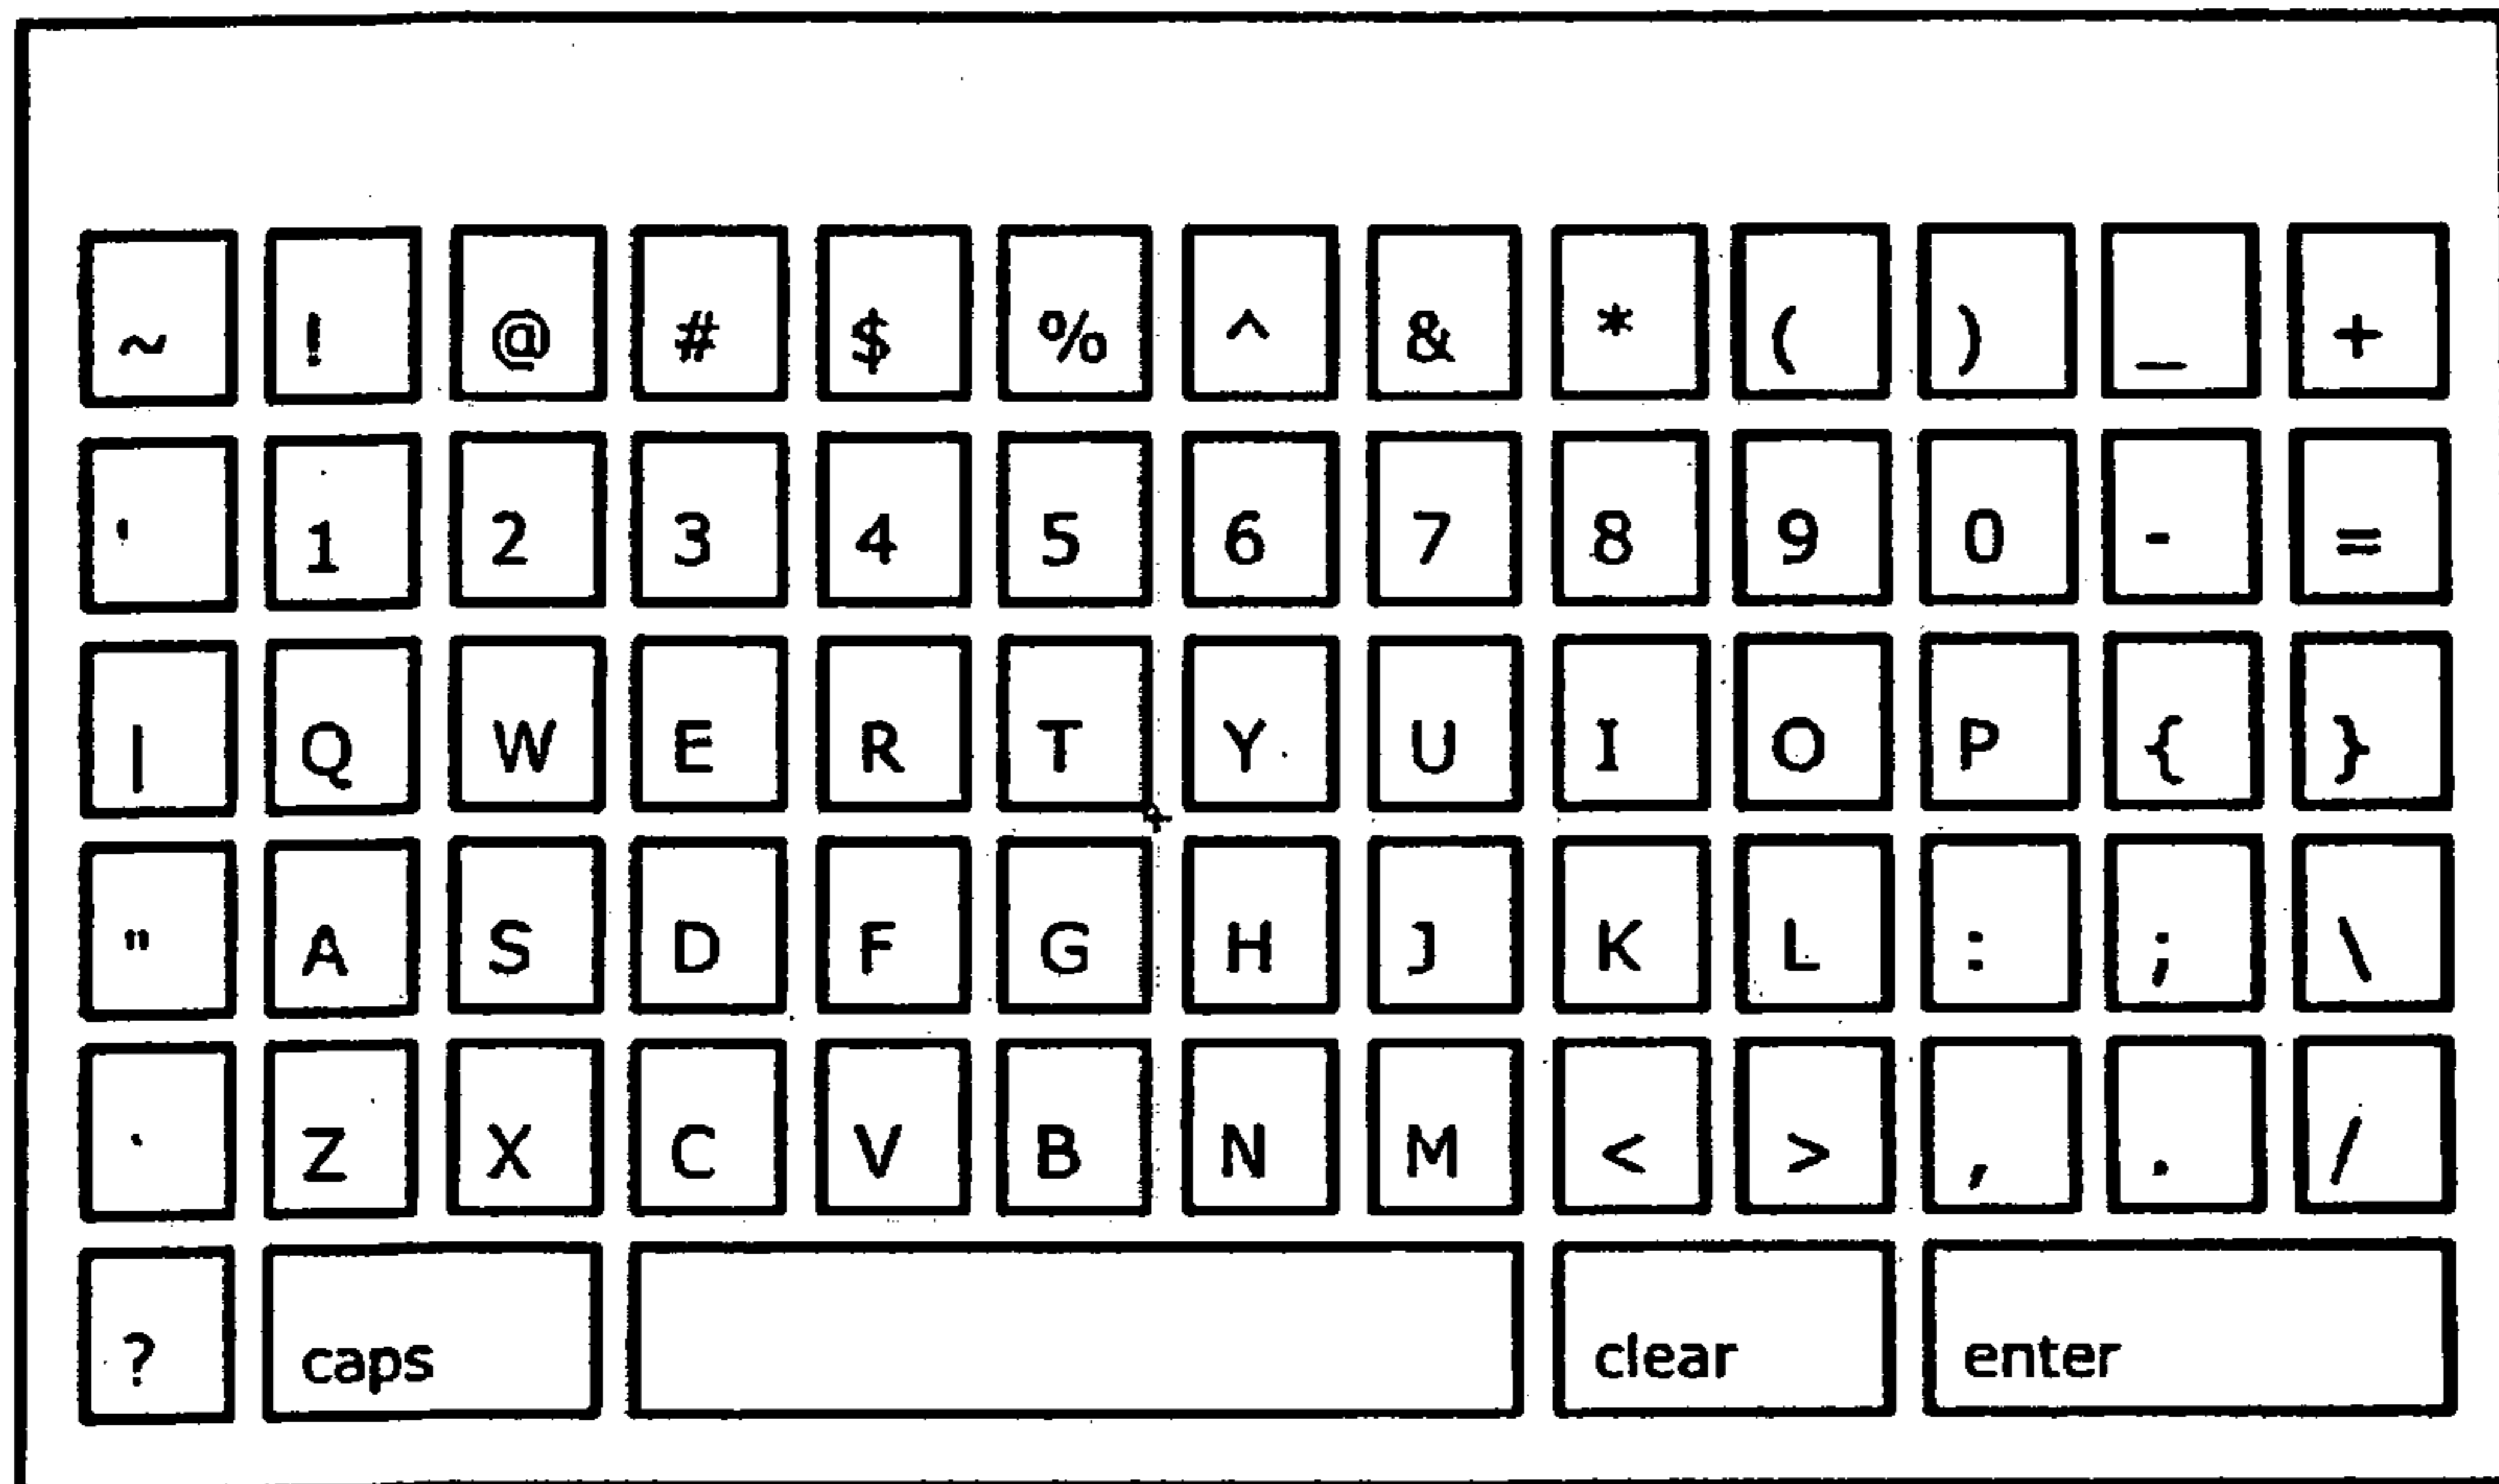 ~ ! @ # $ % ^ & * ( ) _ +
' 1 2 3 4 5 6 7 8 9 0 - =
| Q W E R T Y U I O P { }
" A S D F G H J K L : ; \
` Z X C V B N M < > , . /
? caps clear enter